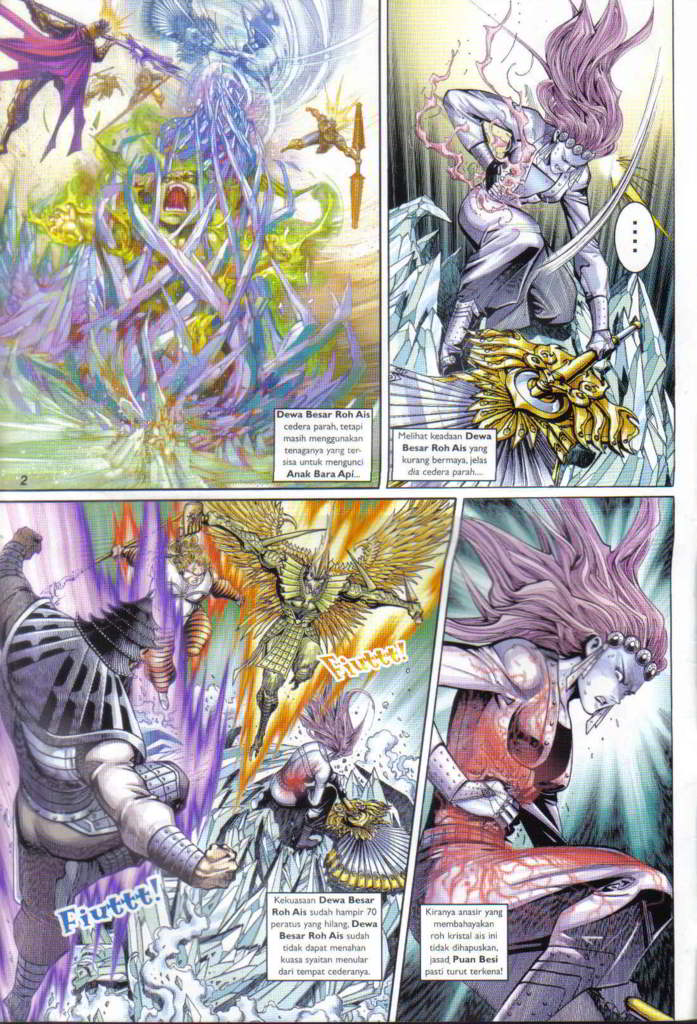 Dewa Besar Roh Ais
cedera parah, tetapi
masih menggunakan
tenaganya yang ter-
sisa untuk mengunci
Anak Bara Api...
2
...
Melihat keadaan Dewa
Besar Roh Ais yang
kurang bermaya, jelas
dia cedera parah....
Fiuttt!
Fiuttt!
Kekuasaan Dewa Besar
Roh Ais sudah hampir 70
peratus yang hilang, Dewa
Besar Roh Ais sudah
tidak dapat menahan
kuasa syaitan menular
dari tempat cederanya.
Kiranya anasir yang
membahayakan
roh kristal ais ini
tidak dihapuskan,
jasad Puan Besi
pasti turut terkena!